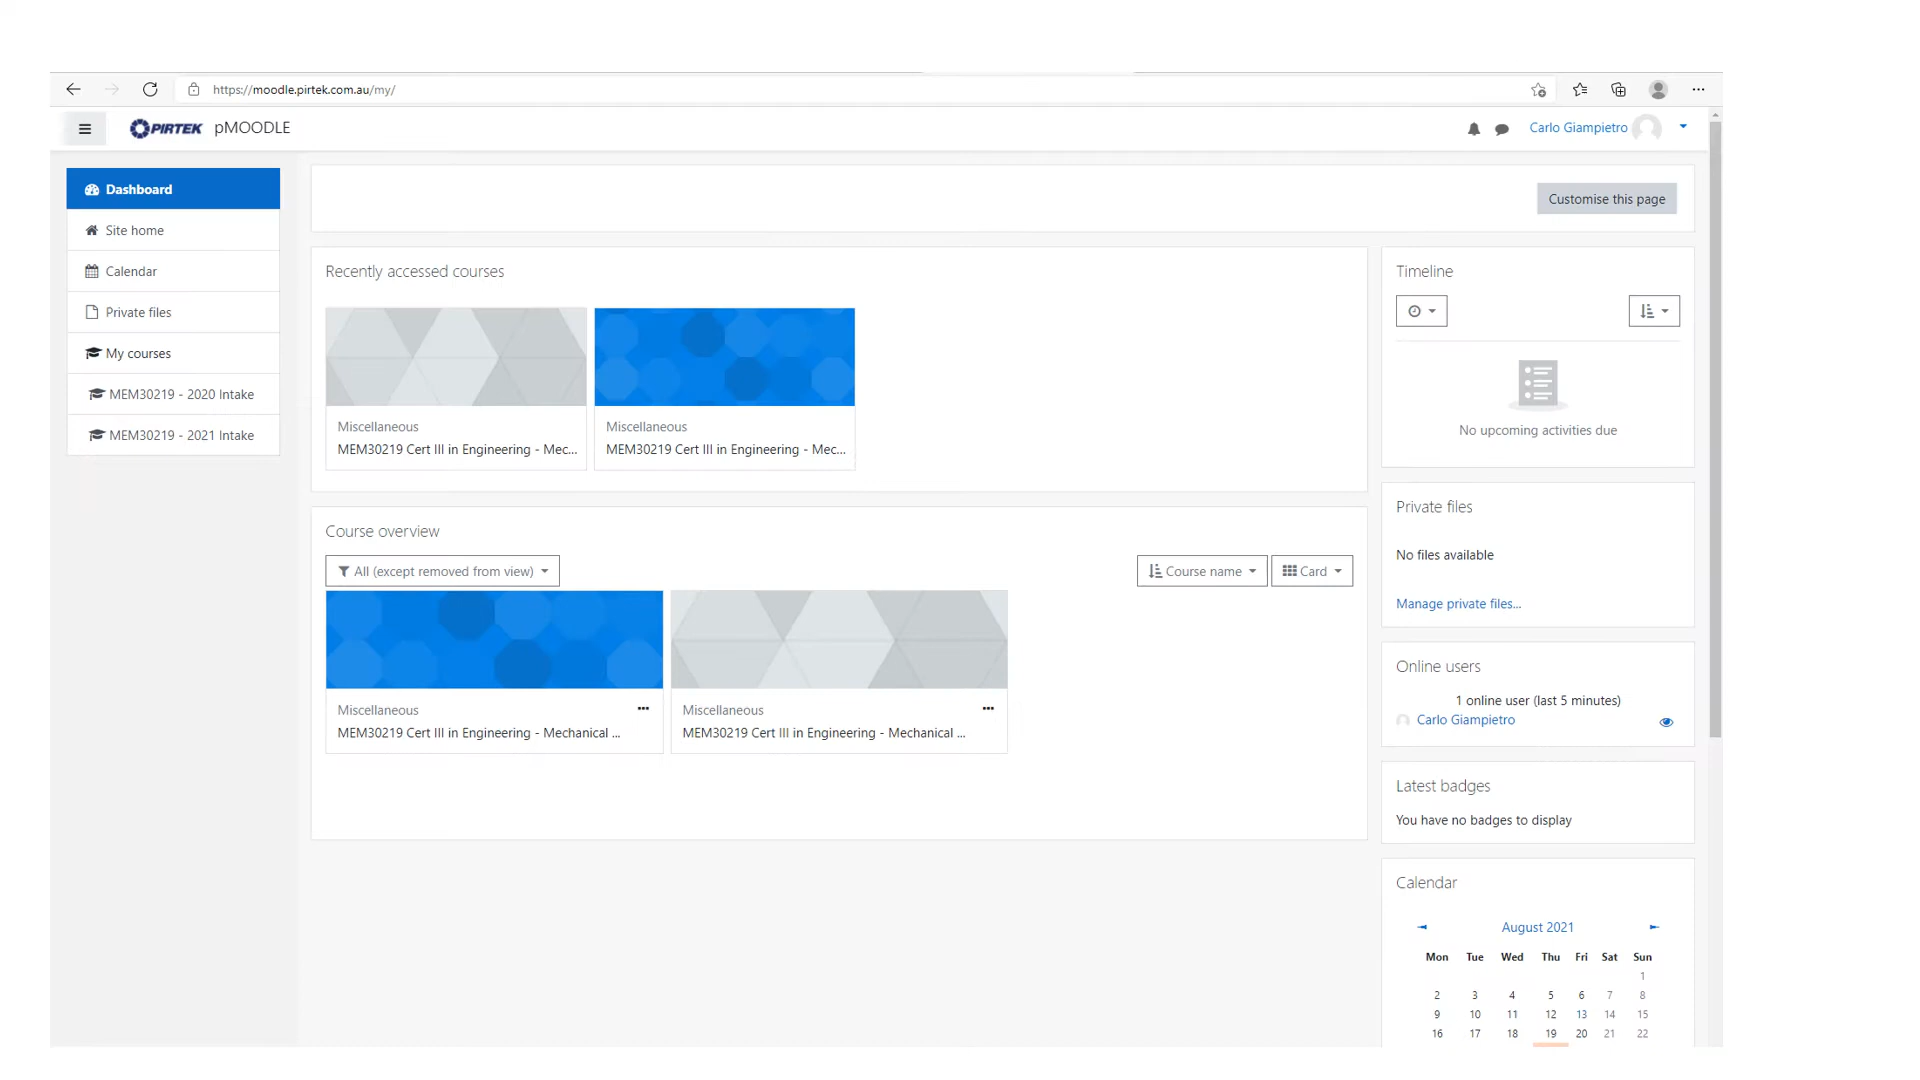 https://moodle.pirtek.com.au/my/
PIRTEK pMOODLE
Carlo Giampietro
Dashboard
Site home
Calendar
Private files
My courses
MEM30219 - 2020 Intake
MEM30219 - 2021 Intake
Customise this page
Recently accessed courses
Miscellaneous
MEM30219 Cert III in Engineering - Mec...
Miscellaneous
MEM30219 Cert III in Engineering - Mec...
Course overview
All (except removed from view)
Course name
Card
Miscellaneous
MEM30219 Cert III in Engineering - Mechanical ...
Miscellaneous
MEM30219 Cert III in Engineering - Mechanical ...
Timeline
No upcoming activities due
Private files
No files available
Manage private files...
Online users
1 online user (last 5 minutes)
Carlo Giampietro
Latest badges
You have no badges to display
Calendar
August 2021
Mon Tue Wed Thu Fri Sat Sun
1
2 3 4 5 6 7 8
9 10 11 12 13 14 15
16 17 18 19 20 21 22